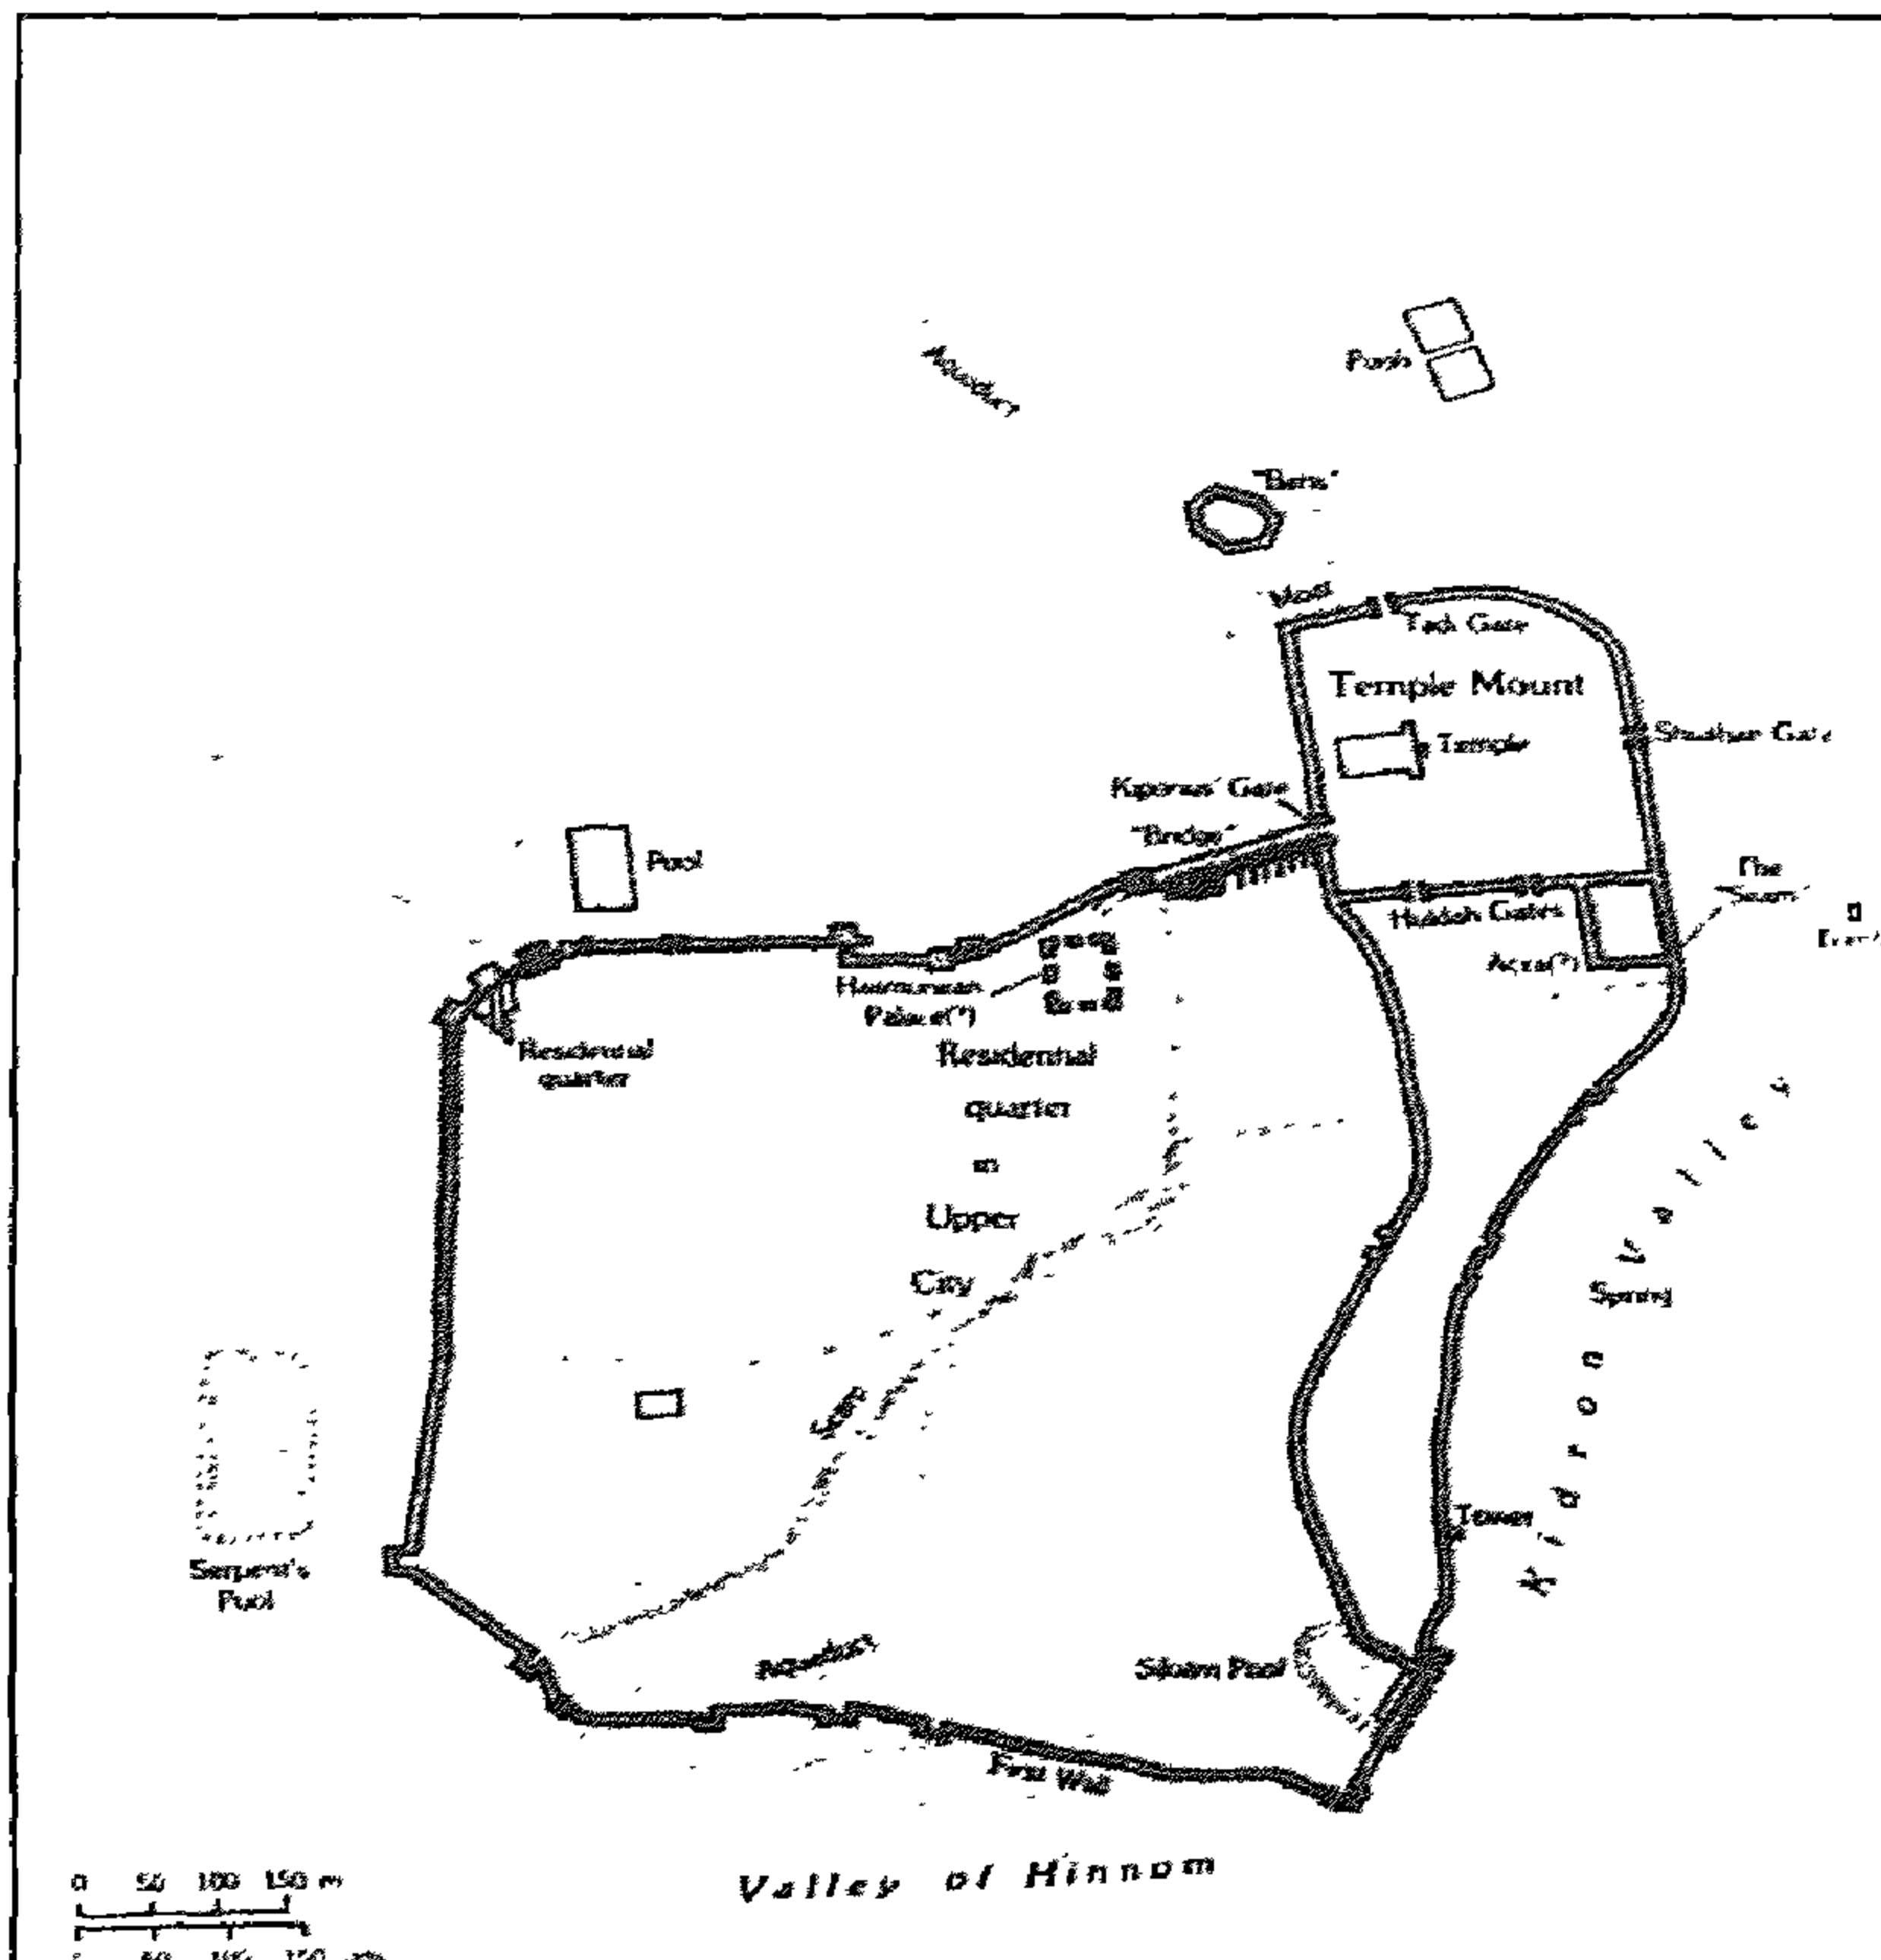 Aqueduct
Pools
"Baris"
Moat
Tadi Gate
Temple Mount
Temple
Shushan Gate
Kiponus' Gate
"Bridge"
Pool
The
"Seam"
Huldah Gates
Acra(?)
Hasmonean
Palace(?)
Residential
quarter
Residential
quarter
in
Upper
City
Kidron Valley
Spring
Tower
Serpent's
Pool
Aqueduct
Siloam Pool
First Wall
Valley of Hinnom
0 50 100 150 m